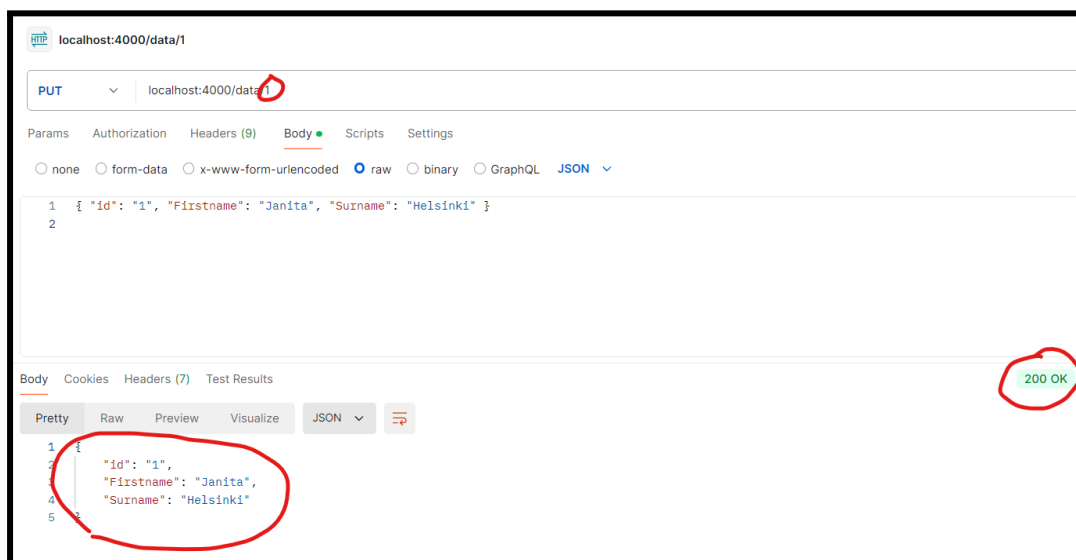 HTTP localhost:4000/data/1
PUT localhost:4000/data/1
Params Authorization Headers (9) Body Scripts Settings
none form-data x-www-form-urlencoded raw binary GraphQL JSON
1 { "id": "1", "Firstname": "Janita", "Surname": "Helsinki" }
2
Body Cookies Headers (7) Test Results 200 OK
Pretty Raw Preview Visualize JSON
1 {
2 "id": "1",
3 "Firstname": "Janita",
4 "Surname": "Helsinki"
5 }